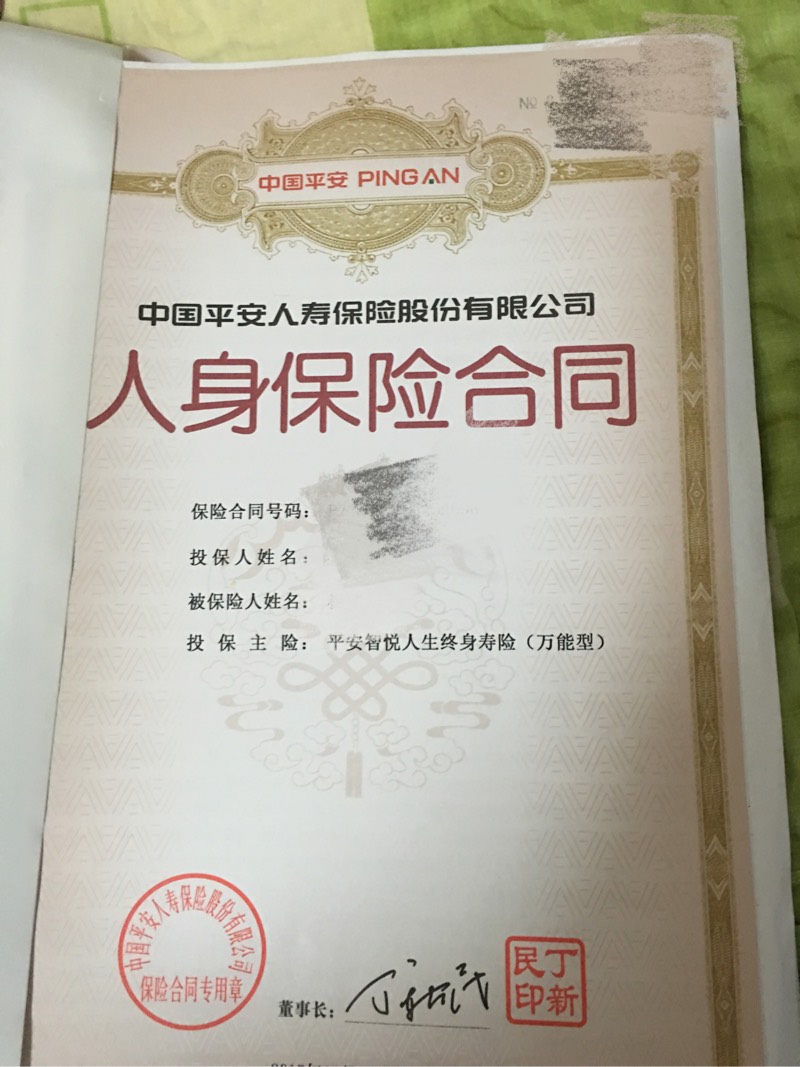 №
中国平安 PING AN
中国平安人寿保险股份有限公司
人身保险合同
保险合同号码：
投保人姓名：
被保险人姓名：
投保主险： 平安智悦人生终身寿险（万能型）
中国平安人寿保险股份有限公司
保险合同专用章
董事长：
丁新民印